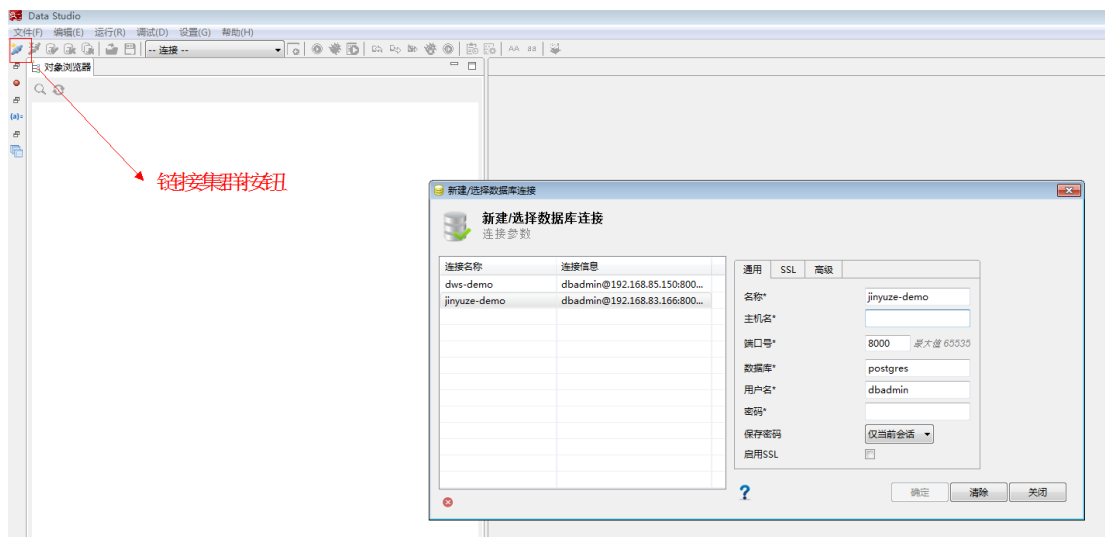 Data Studio
文件(F) 编辑(E) 运行(R) 调试(D) 设置(G) 帮助(H)
-- 连接 --
对象浏览器
(a)=
链接集群按钮
新建/选择数据库连接
新建/选择数据库连接
连接参数
连接名称 连接信息
dws-demo dbadmin@192.168.85.150:800...
jinyuze-demo dbadmin@192.168.83.166:800...
通用 SSL 高级
名称* jinyuze-demo
主机名*
端口号* 8000 最大值 65535
数据库* postgres
用户名* dbadmin
密码*
保存密码 仅当前会话
启用SSL
确定 清除 关闭